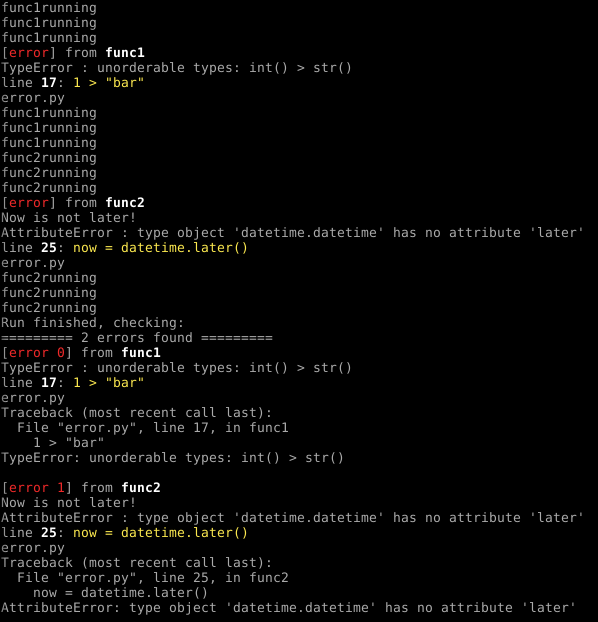 func1running
func1running
func1running
[error] from func1
TypeError : unorderable types: int() > str()
line 17: 1 > "bar"
error.py
func1running
func1running
func1running
func2running
func2running
func2running
[error] from func2
Now is not later!
AttributeError : type object 'datetime.datetime' has no attribute 'later'
line 25: now = datetime.later()
error.py
func2running
func2running
func2running
Run finished, checking:
========= 2 errors found =========
[error 0] from func1
TypeError : unorderable types: int() > str()
line 17: 1 > "bar"
error.py
Traceback (most recent call last):
  File "error.py", line 17, in func1
    1 > "bar"
TypeError: unorderable types: int() > str()

[error 1] from func2
Now is not later!
AttributeError : type object 'datetime.datetime' has no attribute 'later'
line 25: now = datetime.later()
error.py
Traceback (most recent call last):
  File "error.py", line 25, in func2
    now = datetime.later()
AttributeError: type object 'datetime.datetime' has no attribute 'later'